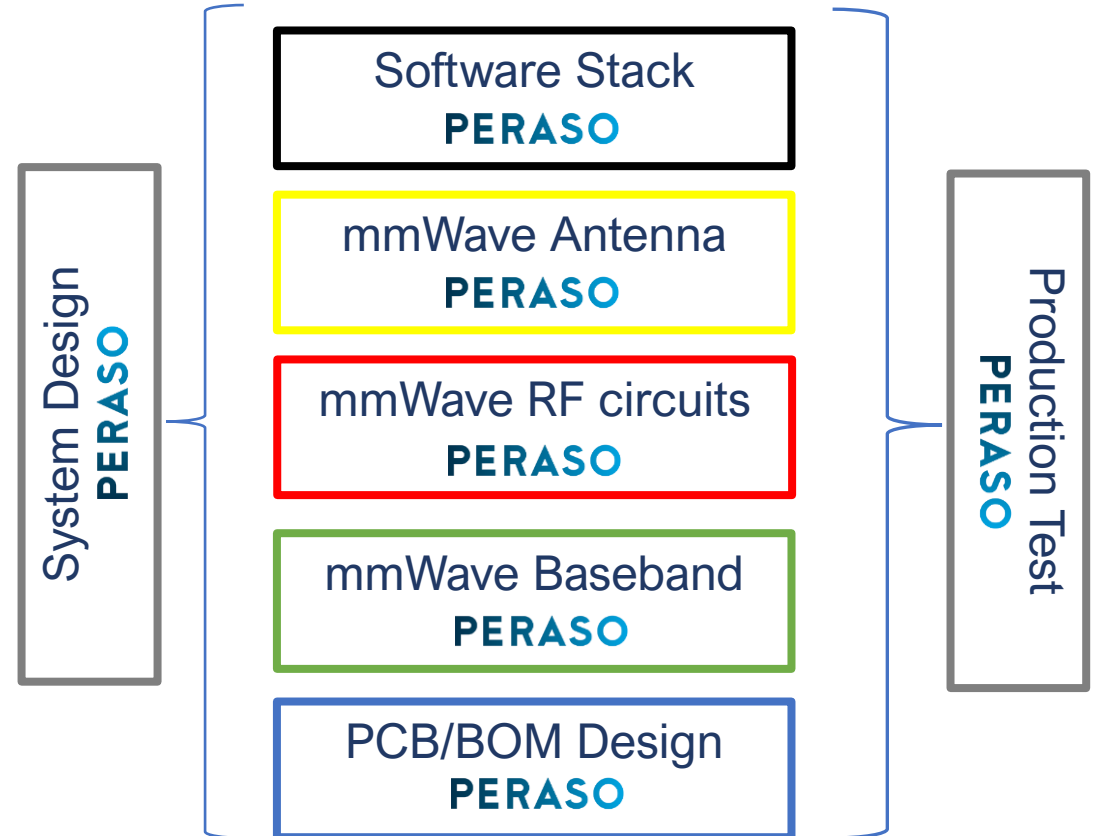 System Design
PERASO
Software Stack
PERASO
mmWave Antenna
PERASO
mmWave RF circuits
PERASO
mmWave Baseband
PERASO
PCB/BOM Design
PERASO
Production Test
PERASO